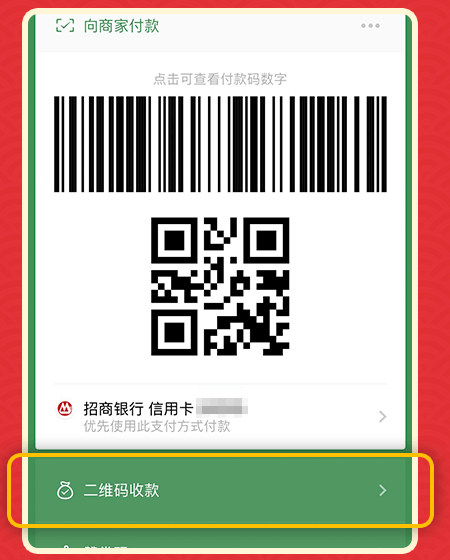 向商家付款
点击可查看付款码数字
招商银行 信用卡
优先使用此支付方式付款
二维码收款